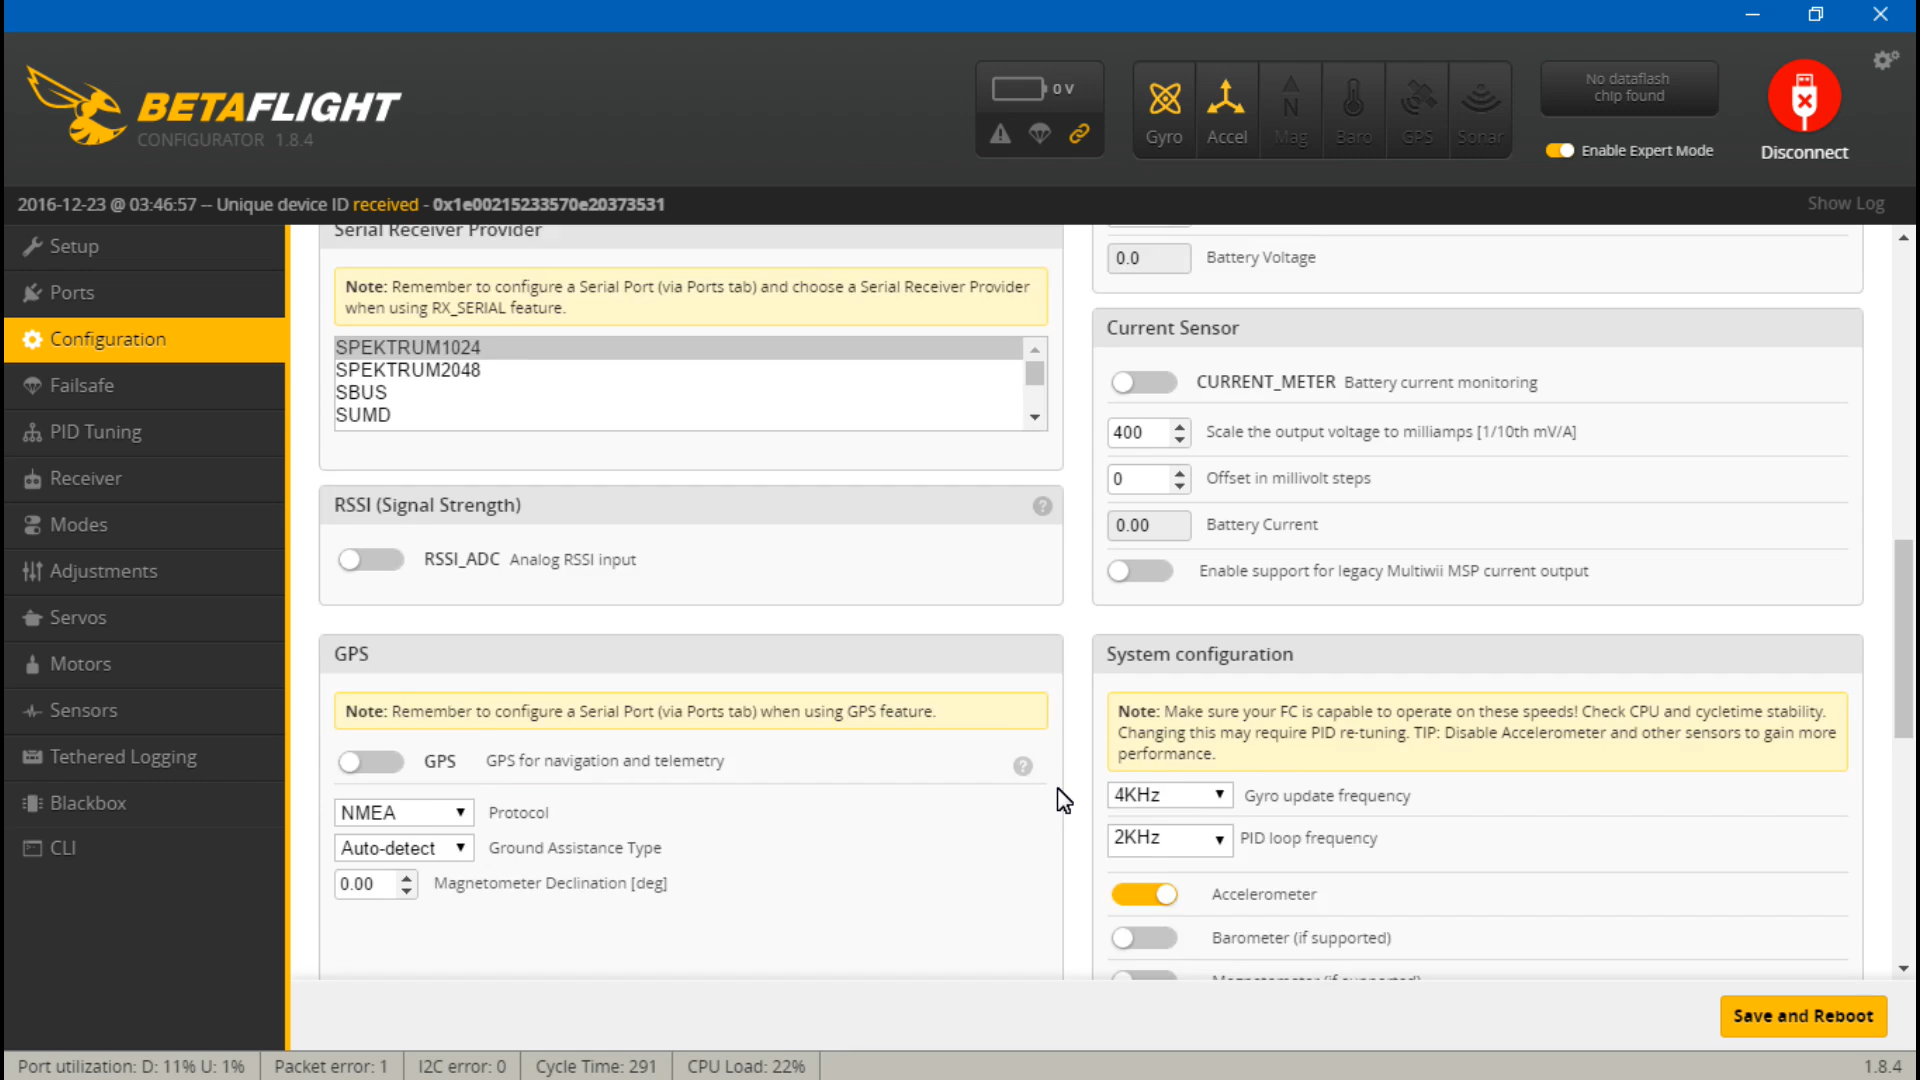 BETAFLIGHT
CONFIGURATOR 1.8.4
0 V
Gyro
Accel
Mag
Baro
GPS
Sonar
No dataflash
chip found
Enable Expert Mode
Disconnect
2016-12-23 @ 03:46:57 -- Unique device ID received - 0x1e00215233570e20373531
Show Log
Setup
Ports
Configuration
Failsafe
PID Tuning
Receiver
Modes
Adjustments
Servos
Motors
Sensors
Tethered Logging
Blackbox
CLI
Serial Receiver Provider
Note: Remember to configure a Serial Port (via Ports tab) and choose a Serial Receiver Provider
when using RX_SERIAL feature.
SPEKTRUM1024
SPEKTRUM2048
SBUS
SUMD
RSSI (Signal Strength)
RSSI_ADC Analog RSSI input
GPS
Note: Remember to configure a Serial Port (via Ports tab) when using GPS feature.
GPS GPS for navigation and telemetry
NMEA Protocol
Auto-detect Ground Assistance Type
0.00 Magnetometer Declination [deg]
0.0 Battery Voltage
Current Sensor
CURRENT_METER Battery current monitoring
400 Scale the output voltage to milliamps [1/10th mV/A]
0 Offset in millivolt steps
0.00 Battery Current
Enable support for legacy Multiwii MSP current output
System configuration
Note: Make sure your FC is capable to operate on these speeds! Check CPU and cycletime stability.
Changing this may require PID re-tuning. TIP: Disable Accelerometer and other sensors to gain more
performance.
4KHz Gyro update frequency
2KHz PID loop frequency
Accelerometer
Barometer (if supported)
Magnetometer (if supported)
Save and Reboot
Port utilization: D: 11% U: 1%
Packet error: 1
I2C error: 0
Cycle Time: 291
CPU Load: 22%
1.8.4